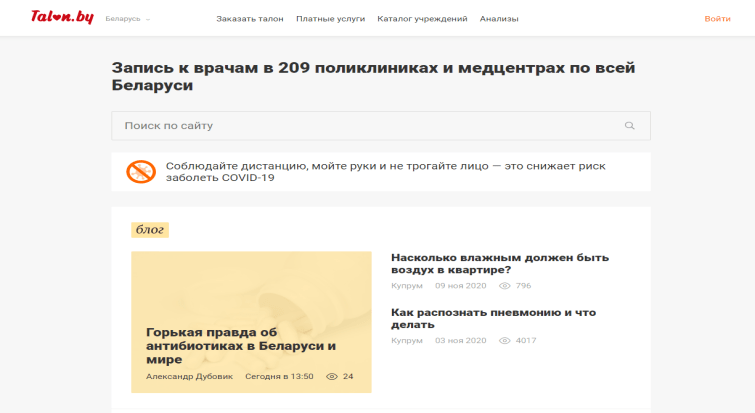 Talon.by
Беларусь
Заказать талон
Платные услуги
Каталог учреждений
Анализы
Войти
Запись к врачам в 209 поликлиниках и медцентрах по всей
Беларуси
Поиск по сайту
Соблюдайте дистанцию, мойте руки и не трогайте лицо — это снижает риск
заболеть COVID-19
блог
Горькая правда об
антибиотиках в Беларуси и
мире
Александр Дубовик Сегодня в 13:50 24
Насколько влажным должен быть
воздух в квартире?
Купрум 09 ноя 2020 796
Как распознать пневмонию и что
делать
Купрум 03 ноя 2020 4017